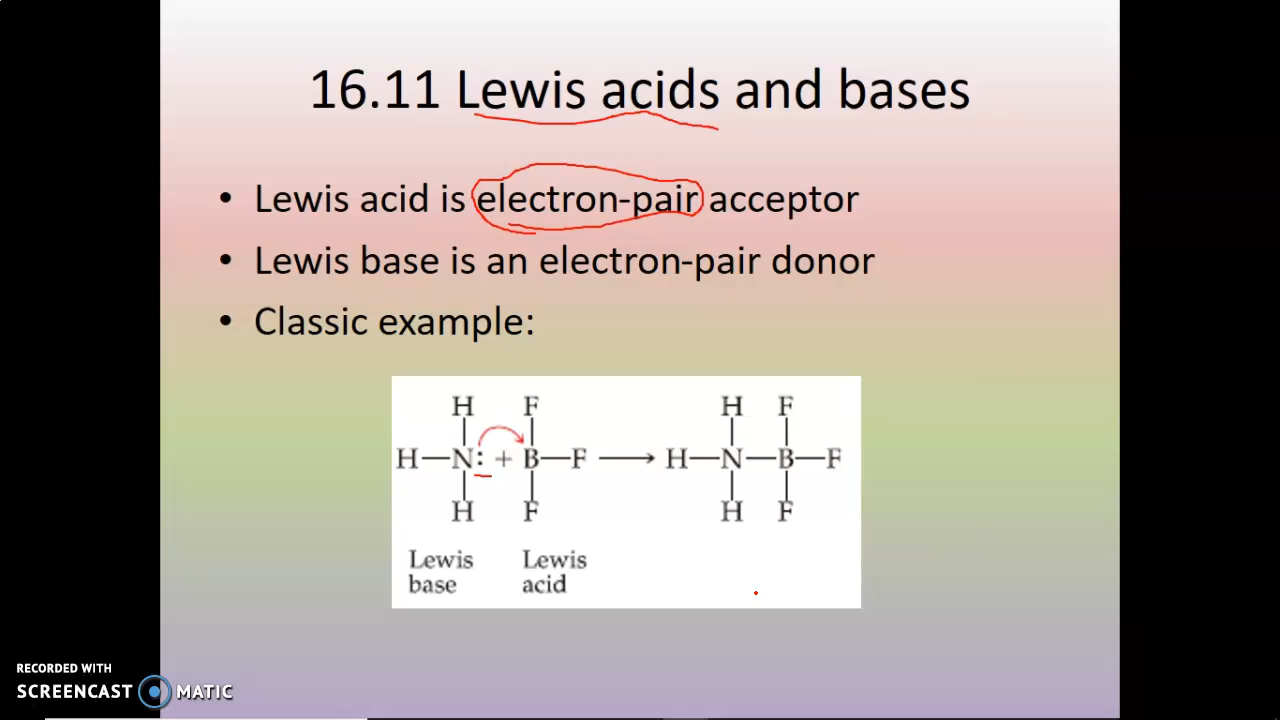 16.11 Lewis acids and bases
• Lewis acid is electron-pair acceptor
• Lewis base is an electron-pair donor
• Classic example:
H F H F
H—N: + B—F ⟶ H—N—B—F
H F H F
Lewis base
Lewis acid
RECORDED WITH
SCREENCAST MATIC